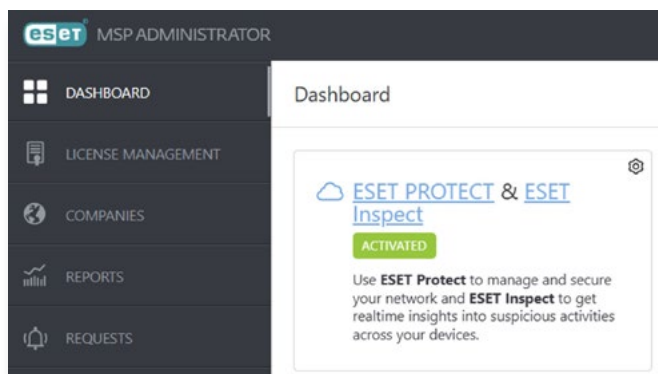 eset MSP ADMINISTRATOR
DASHBOARD
LICENSE MANAGEMENT
COMPANIES
REPORTS
REQUESTS
Dashboard
ESET PROTECT & ESET
Inspect
ACTIVATED
Use ESET Protect to manage and secure
your network and ESET Inspect to get
realtime insights into suspicious activities
across your devices.